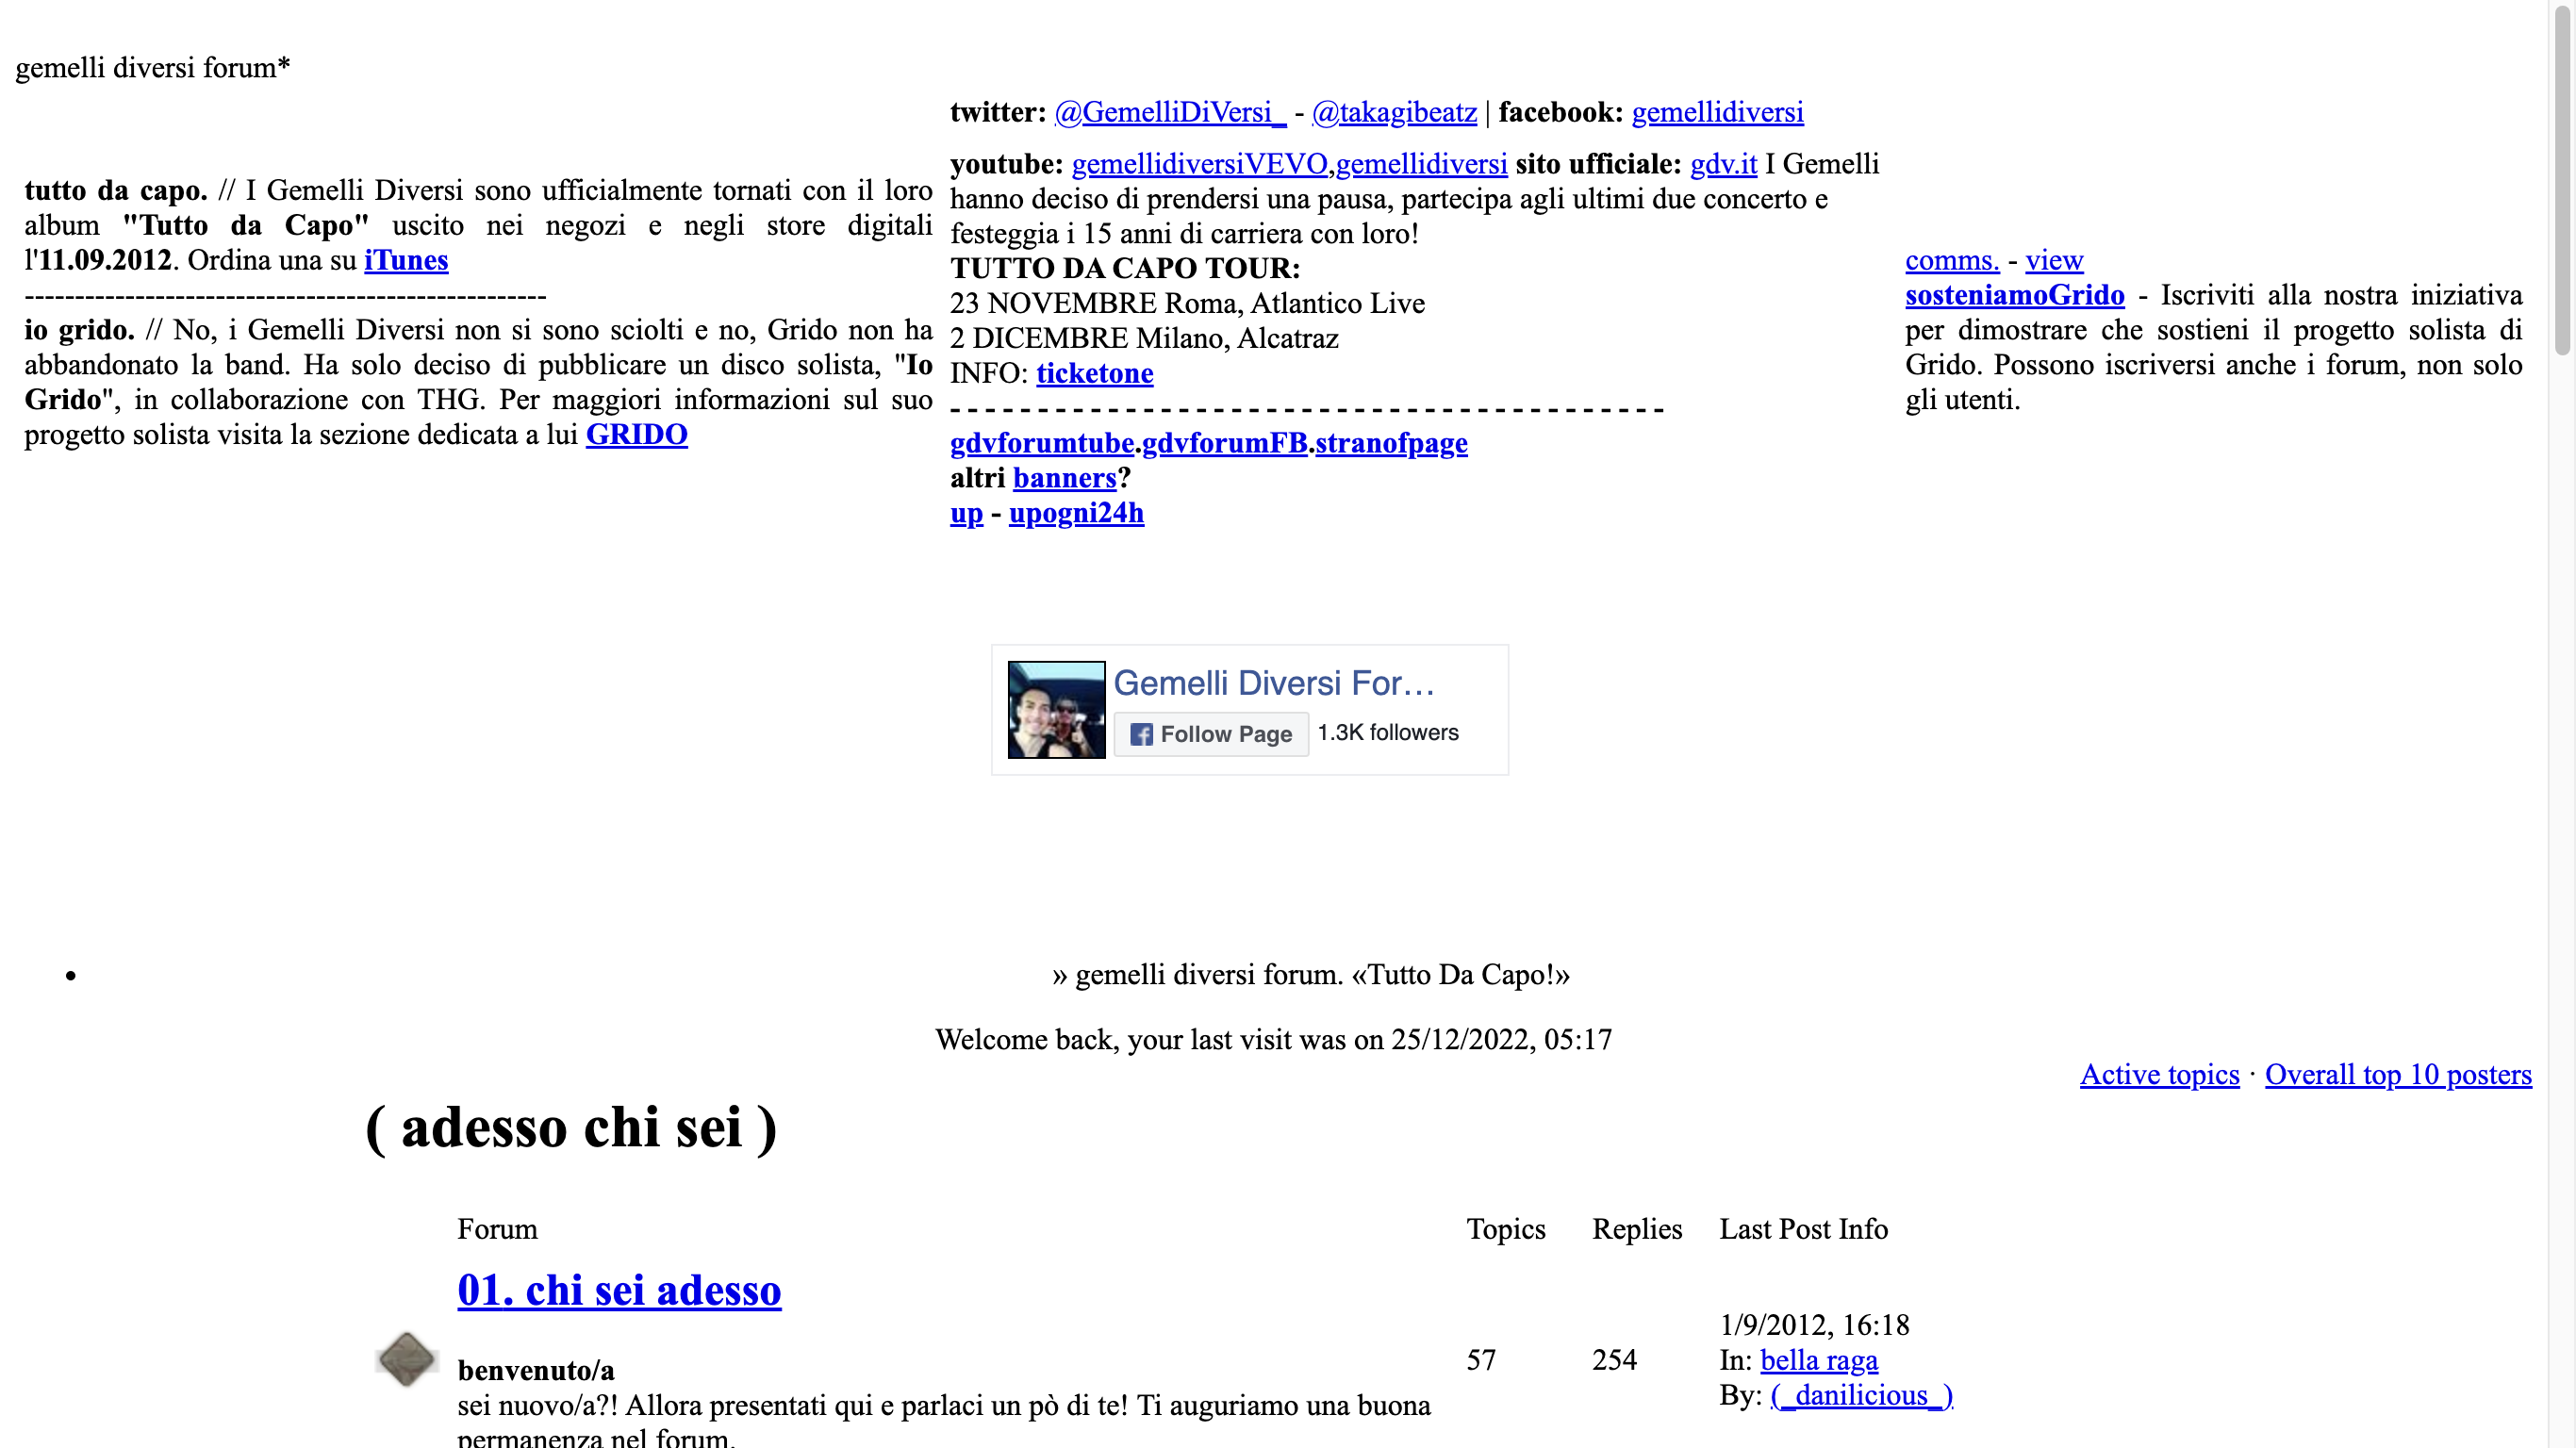 gemelli diversi forum*
tutto da capo. // I Gemelli Diversi sono ufficialmente tornati con il loro
album "Tutto da Capo" uscito nei negozi e negli store digitali
l'11.09.2012. Ordina una su iTunes
----------------------------------------------------
io grido. // No, i Gemelli Diversi non si sono sciolti e no, Grido non ha
abbandonato la band. Ha solo deciso di pubblicare un disco solista, "Io
Grido", in collaborazione con THG. Per maggiori informazioni sul suo
progetto solista visita la sezione dedicata a lui GRIDO
twitter: @GemelliDiVersi_ - @takagibeatz | facebook: gemellidiversi
youtube: gemellidiversiVEVO,gemellidiversi sito ufficiale: gdv.it I Gemelli
hanno deciso di prendersi una pausa, partecipa agli ultimi due concerto e
festeggia i 15 anni di carriera con loro!
TUTTO DA CAPO TOUR:
23 NOVEMBRE Roma, Atlantico Live
2 DICEMBRE Milano, Alcatraz
INFO: ticketone
- - - - - - - - - - - - - - - - - - - - - - - - - - - - - - - - - - - - - - - - -
gdvforumtube.gdvforumFB.stranofpage
altri banners?
up - upogni24h
comms. - view
sosteniamoGrido - Iscriviti alla nostra iniziativa
per dimostrare che sostieni il progetto solista di
Grido. Possono iscriversi anche i forum, non solo
gli utenti.
Gemelli Diversi For...
Follow Page 1.3K followers
» gemelli diversi forum. «Tutto Da Capo!»
Welcome back, your last visit was on 25/12/2022, 05:17
Active topics · Overall top 10 posters
( adesso chi sei )
Forum Topics Replies Last Post Info
01. chi sei adesso
benvenuto/a
sei nuovo/a?! Allora presentati qui e parlaci un pò di te! Ti auguriamo una buona
permanenza nel forum.
57 254
1/9/2012, 16:18
In: bella raga
By: (_danilicious_)